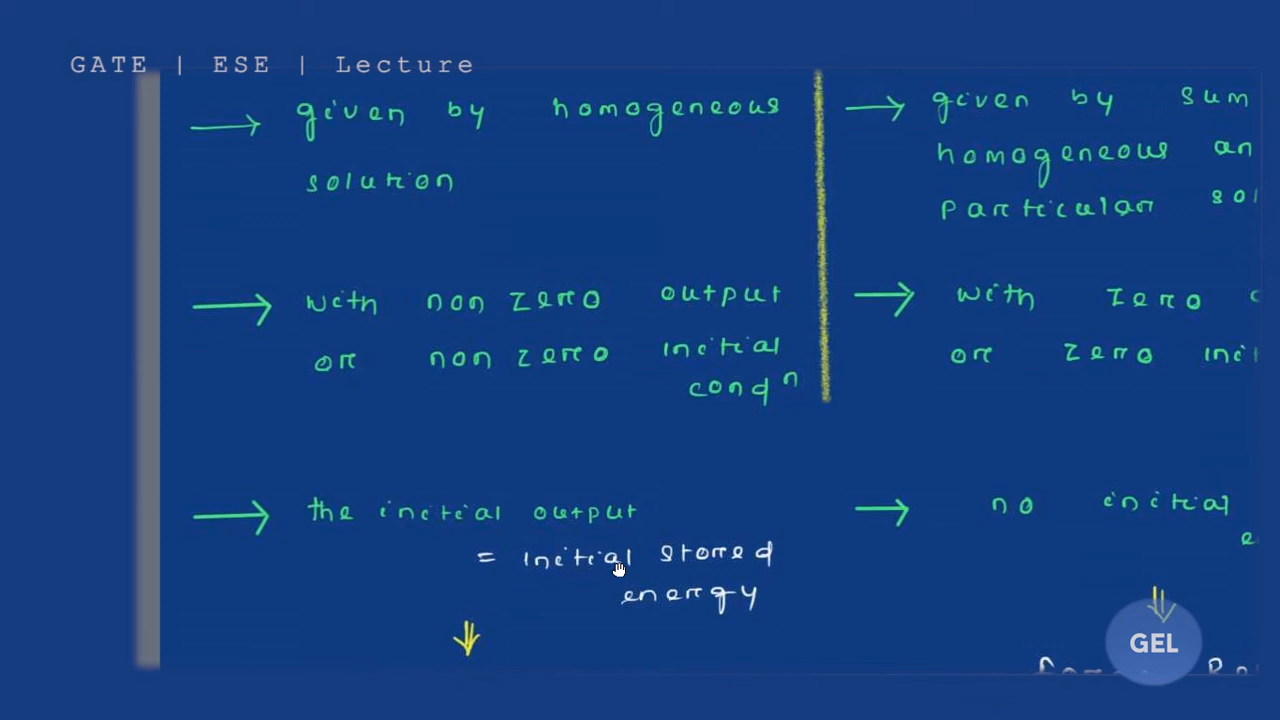 GATE | ESE | Lecture
→ given by homogeneous
solution
→ with non zero output
or non zero initial
condⁿ
→ the initial output
= initial stored
energy
→ given by sum
homogeneous
particular
→ with zero
or zero
→ no initial
GEL